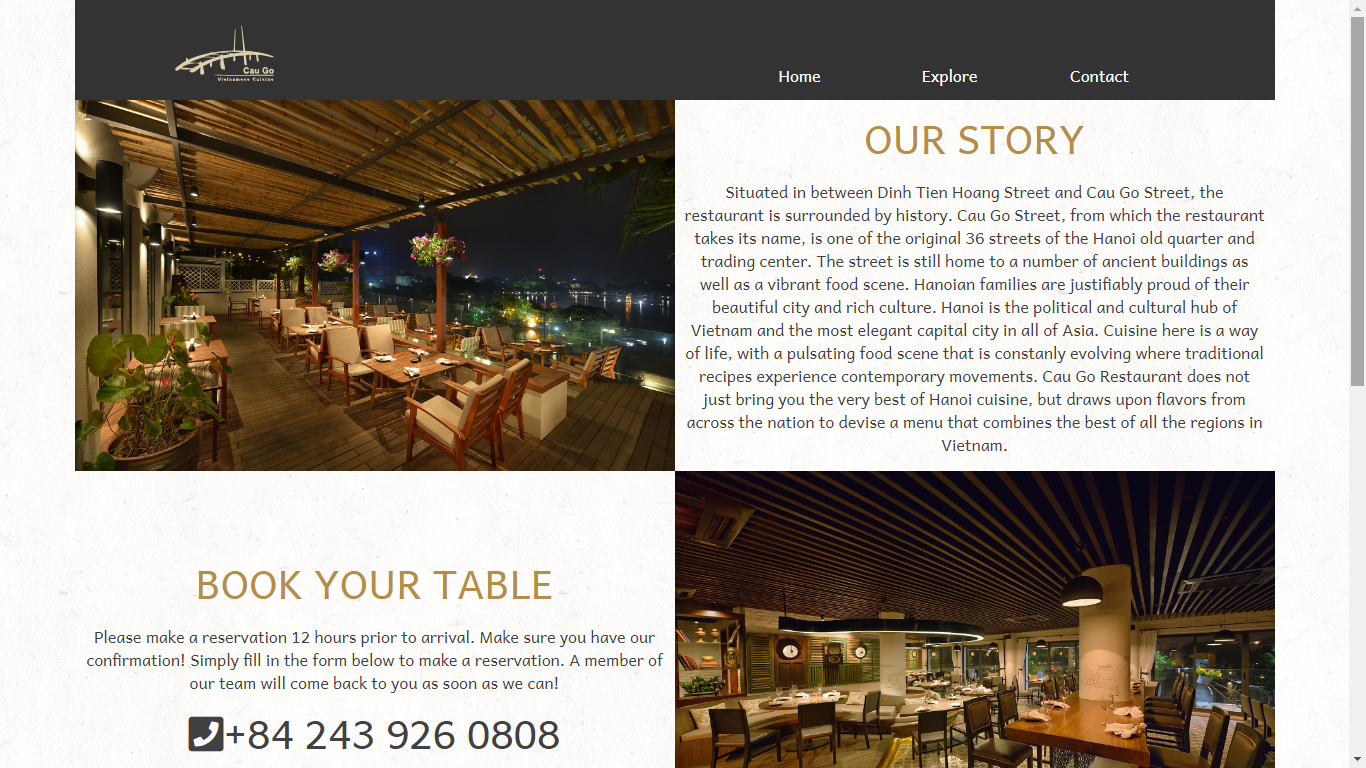 Cau Go
Vietnamese Cuisine
Home Explore Contact
OUR STORY
Situated in between Dinh Tien Hoang Street and Cau Go Street, the
restaurant is surrounded by history. Cau Go Street, from which the restaurant
takes its name, is one of the original 36 streets of the Hanoi old quarter and
trading center. The street is still home to a number of ancient buildings as
well as a vibrant food scene. Hanoian families are justifiably proud of their
beautiful city and rich culture. Hanoi is the political and cultural hub of
Vietnam and the most elegant capital city in all of Asia. Cuisine here is a way
of life, with a pulsating food scene that is constanly evolving where traditional
recipes experience contemporary movements. Cau Go Restaurant does not
just bring you the very best of Hanoi cuisine, but draws upon flavors from
across the nation to devise a menu that combines the best of all the regions in
Vietnam.
BOOK YOUR TABLE
Please make a reservation 12 hours prior to arrival. Make sure you have our
confirmation! Simply fill in the form below to make a reservation. A member of
our team will come back to you as soon as we can!
+84 243 926 0808